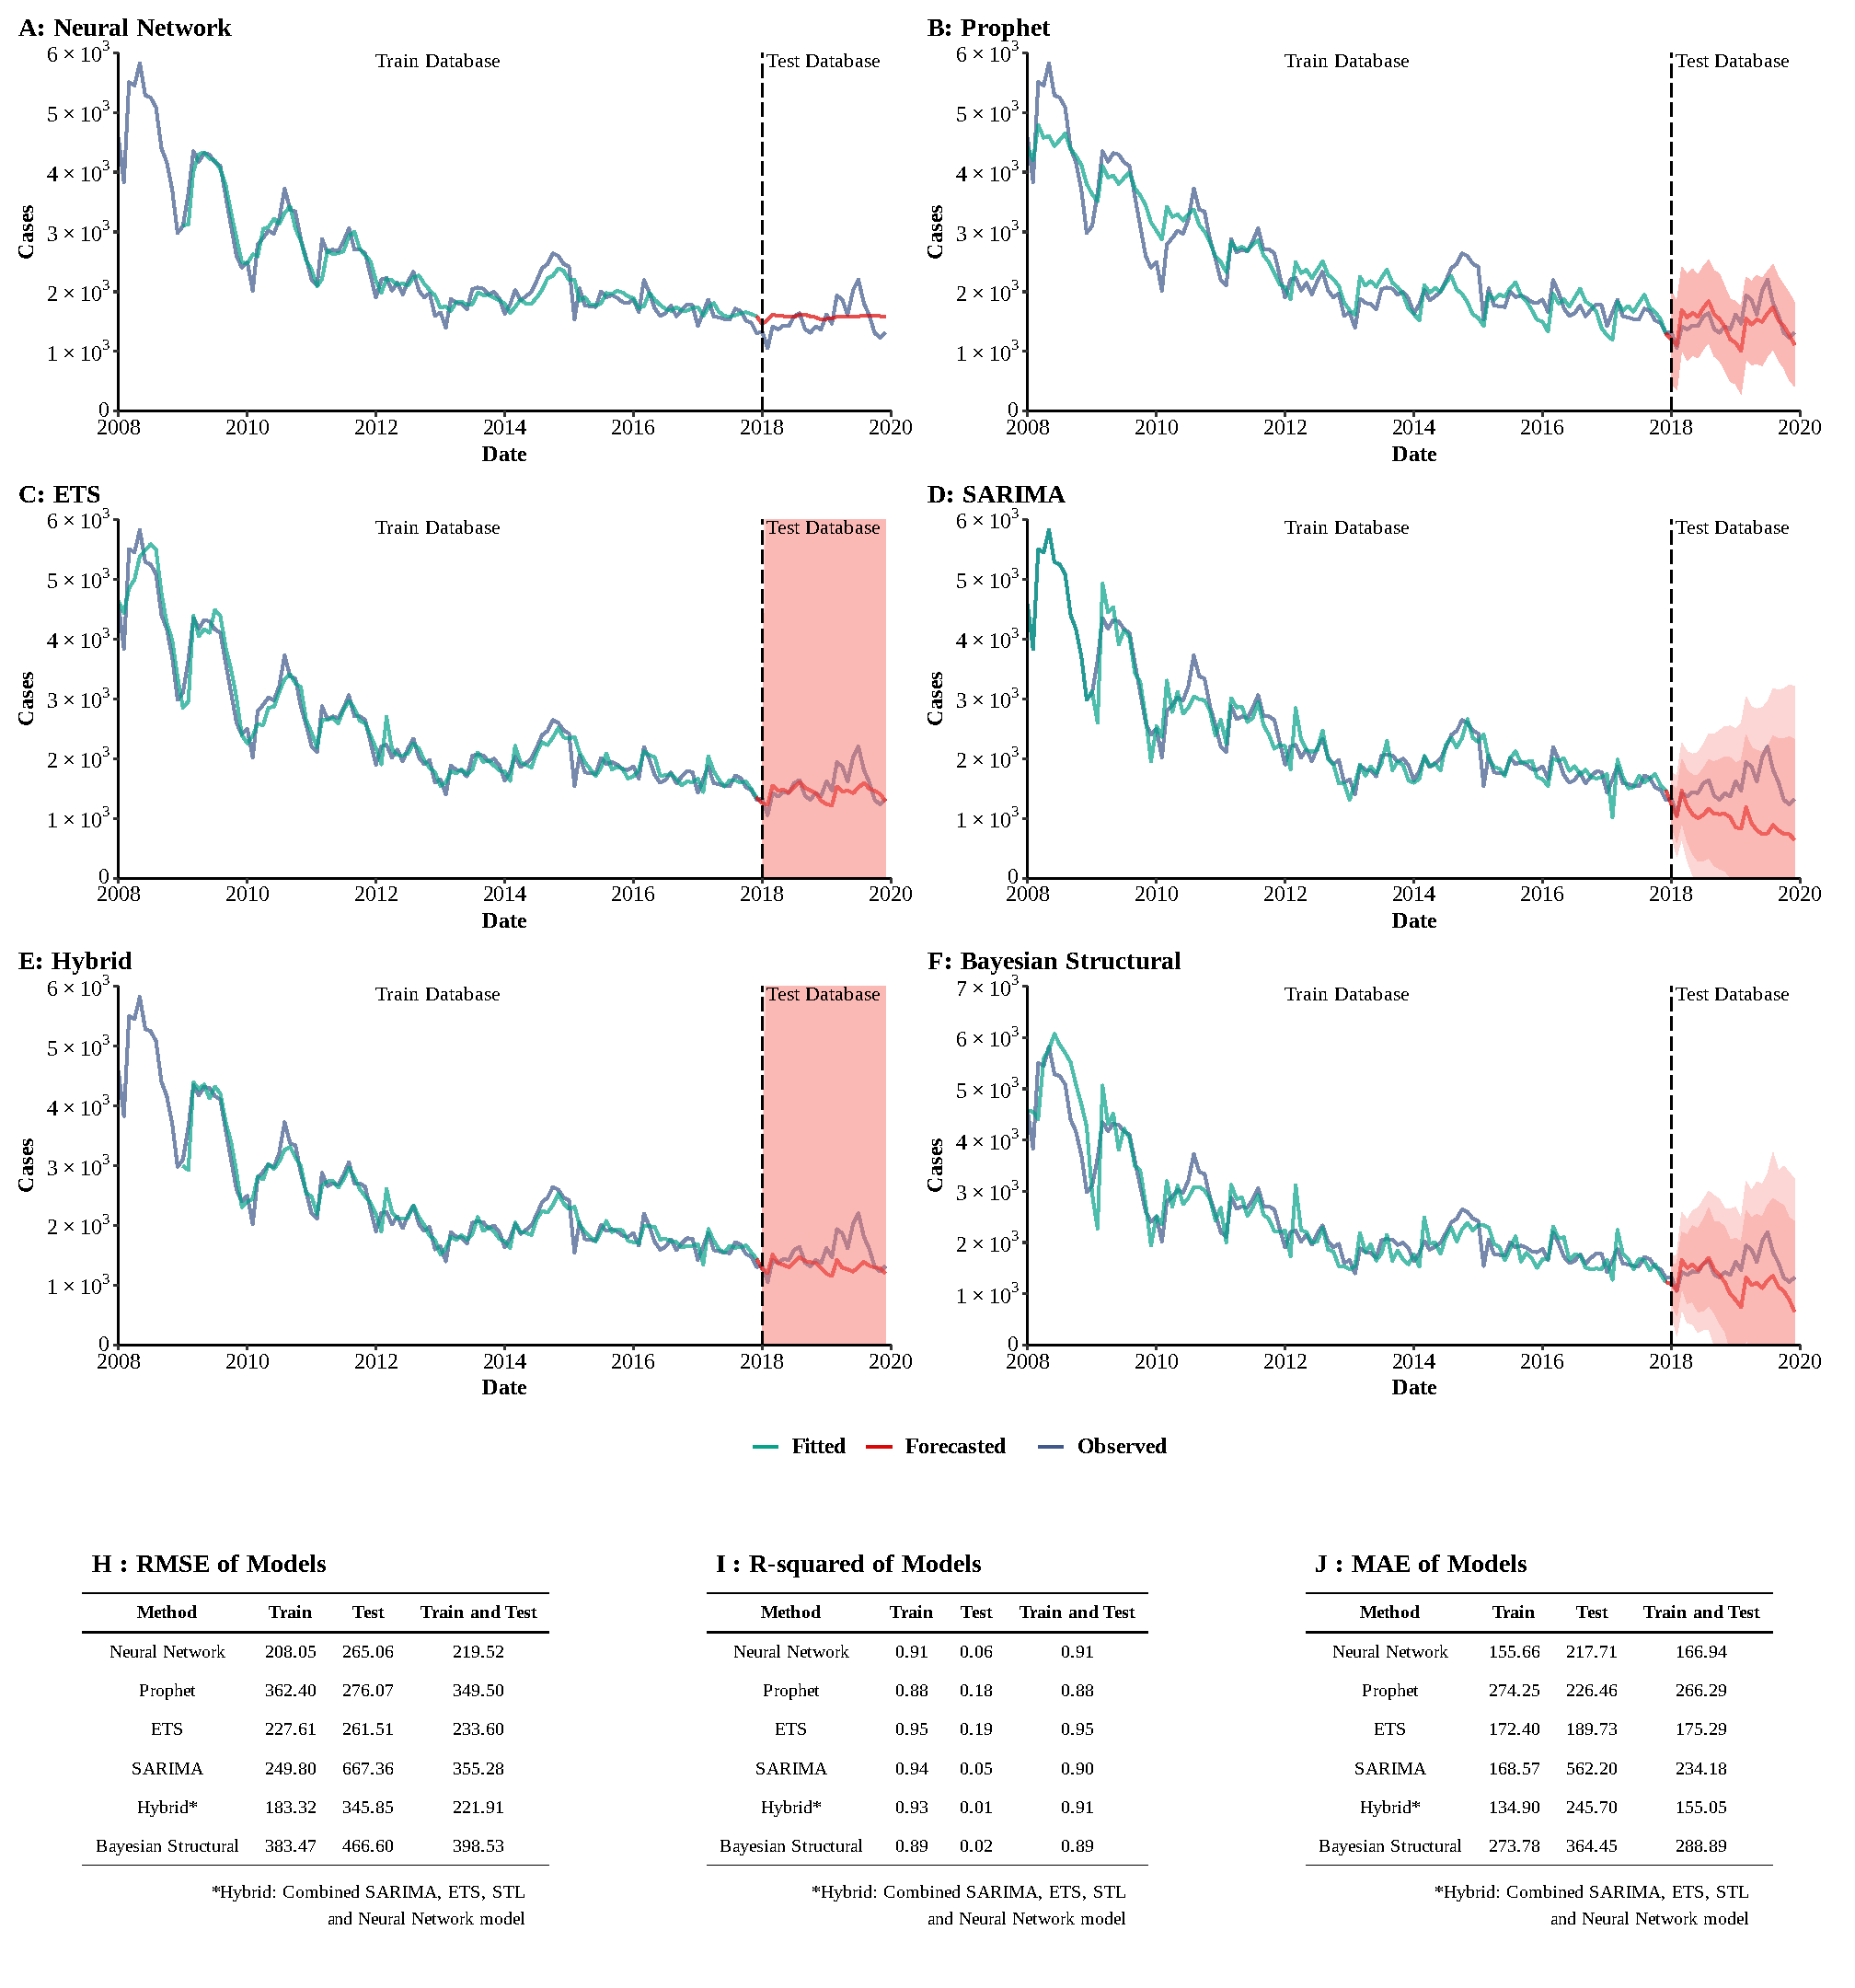 A: Neural Network
6 × 10³
5 × 10³
4 × 10³
3 × 10³
2 × 10³
1 × 10³
0
Cases
Train Database
Test Database
2008 2010 2012 2014 2016 2018 2020
Date
B: Prophet
6 × 10³
5 × 10³
4 × 10³
3 × 10³
2 × 10³
1 × 10³
0
Cases
Train Database
Test Database
2008 2010 2012 2014 2016 2018 2020
Date
C: ETS
6 × 10³
5 × 10³
4 × 10³
3 × 10³
2 × 10³
1 × 10³
0
Cases
Train Database
Test Database
2008 2010 2012 2014 2016 2018 2020
Date
D: SARIMA
6 × 10³
5 × 10³
4 × 10³
3 × 10³
2 × 10³
1 × 10³
0
Cases
Train Database
Test Database
2008 2010 2012 2014 2016 2018 2020
Date
E: Hybrid
6 × 10³
5 × 10³
4 × 10³
3 × 10³
2 × 10³
1 × 10³
0
Cases
Train Database
Test Database
2008 2010 2012 2014 2016 2018 2020
Date
F: Bayesian Structural
7 × 10³
6 × 10³
5 × 10³
4 × 10³
3 × 10³
2 × 10³
1 × 10³
0
Cases
Train Database
Test Database
2008 2010 2012 2014 2016 2018 2020
Date
Fitted Forecasted Observed
H : RMSE of Models
Method Train Test Train and Test
Neural Network 208.05 265.06 219.52
Prophet 362.40 276.07 349.50
ETS 227.61 261.51 233.60
SARIMA 249.80 667.36 355.28
Hybrid* 183.32 345.85 221.91
Bayesian Structural 383.47 466.60 398.53
*Hybrid: Combined SARIMA, ETS, STL
and Neural Network model
I : R-squared of Models
Method Train Test Train and Test
Neural Network 0.91 0.06 0.91
Prophet 0.88 0.18 0.88
ETS 0.95 0.19 0.95
SARIMA 0.94 0.05 0.90
Hybrid* 0.93 0.01 0.91
Bayesian Structural 0.89 0.02 0.89
*Hybrid: Combined SARIMA, ETS, STL
and Neural Network model
J : MAE of Models
Method Train Test Train and Test
Neural Network 155.66 217.71 166.94
Prophet 274.25 226.46 266.29
ETS 172.40 189.73 175.29
SARIMA 168.57 562.20 234.18
Hybrid* 134.90 245.70 155.05
Bayesian Structural 273.78 364.45 288.89
*Hybrid: Combined SARIMA, ETS, STL
and Neural Network model